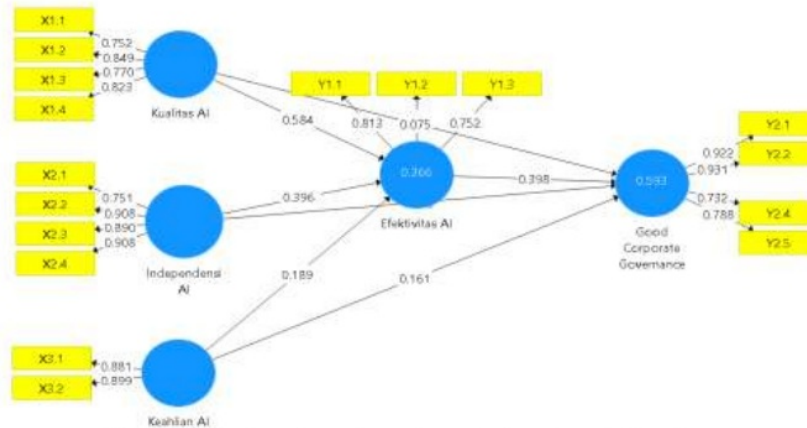 X1.1
X1.2
X1.3
X1.4
0.752
0.849
0.770
0.823
Kualitas AI
Y1.1
Y1.2
Y1.3
0.813
0.075
0.752
0.584
X2.1
X2.2
X2.3
X2.4
0.751
0.908
0.890
0.908
Independensi
AI
0.396
0.366
Efektivitas AI
0.398
0.593
Good
Corporate
Governance
0.922
0.931
0.732
0.788
Y2.1
Y2.2
Y2.4
Y2.5
0.189
0.161
X3.1
X3.2
0.881
0.899
Keahlian AI